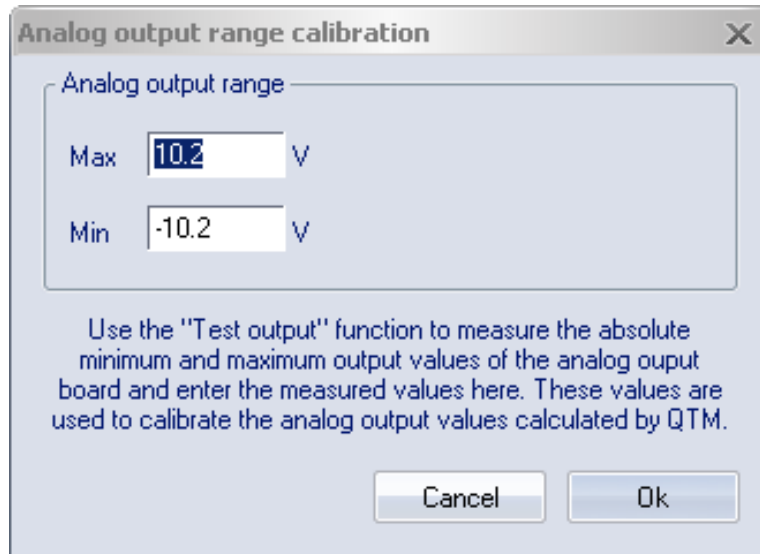 Analog output range calibration
Analog output range
Max 10.2 V
Min -10.2 V
Use the "Test output" function to measure the absolute
minimum and maximum output values of the analog ouput
board and enter the measured values here. These values are
used to calibrate the analog output values calculated by QTM.
Cancel Ok